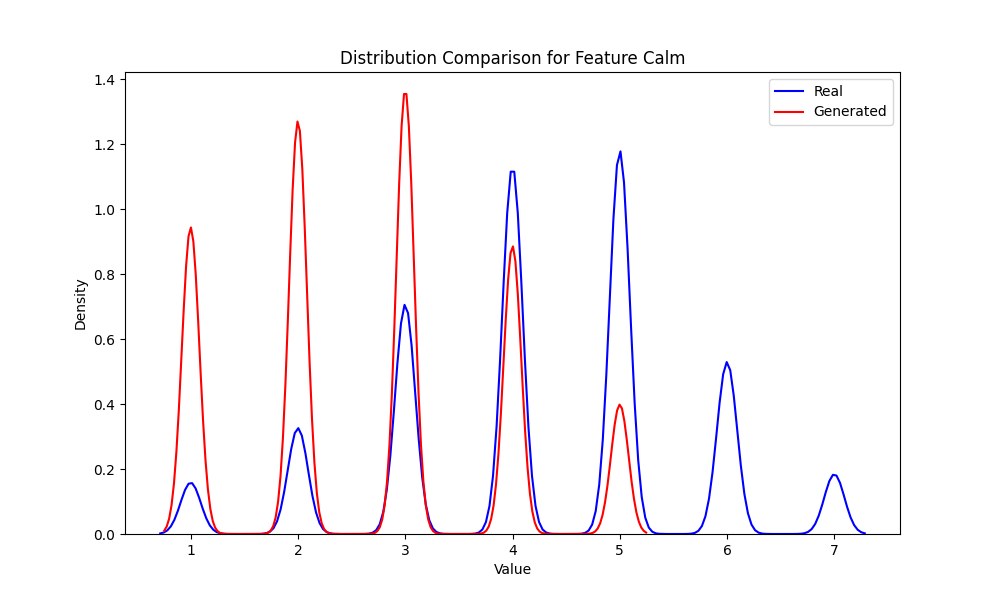 Distribution Comparison for Feature Calm
Real
Generated
1.4
1.2
1.0
0.8
0.6
0.4
0.2
0.0
Density
1 2 3 4 5 6 7
Value